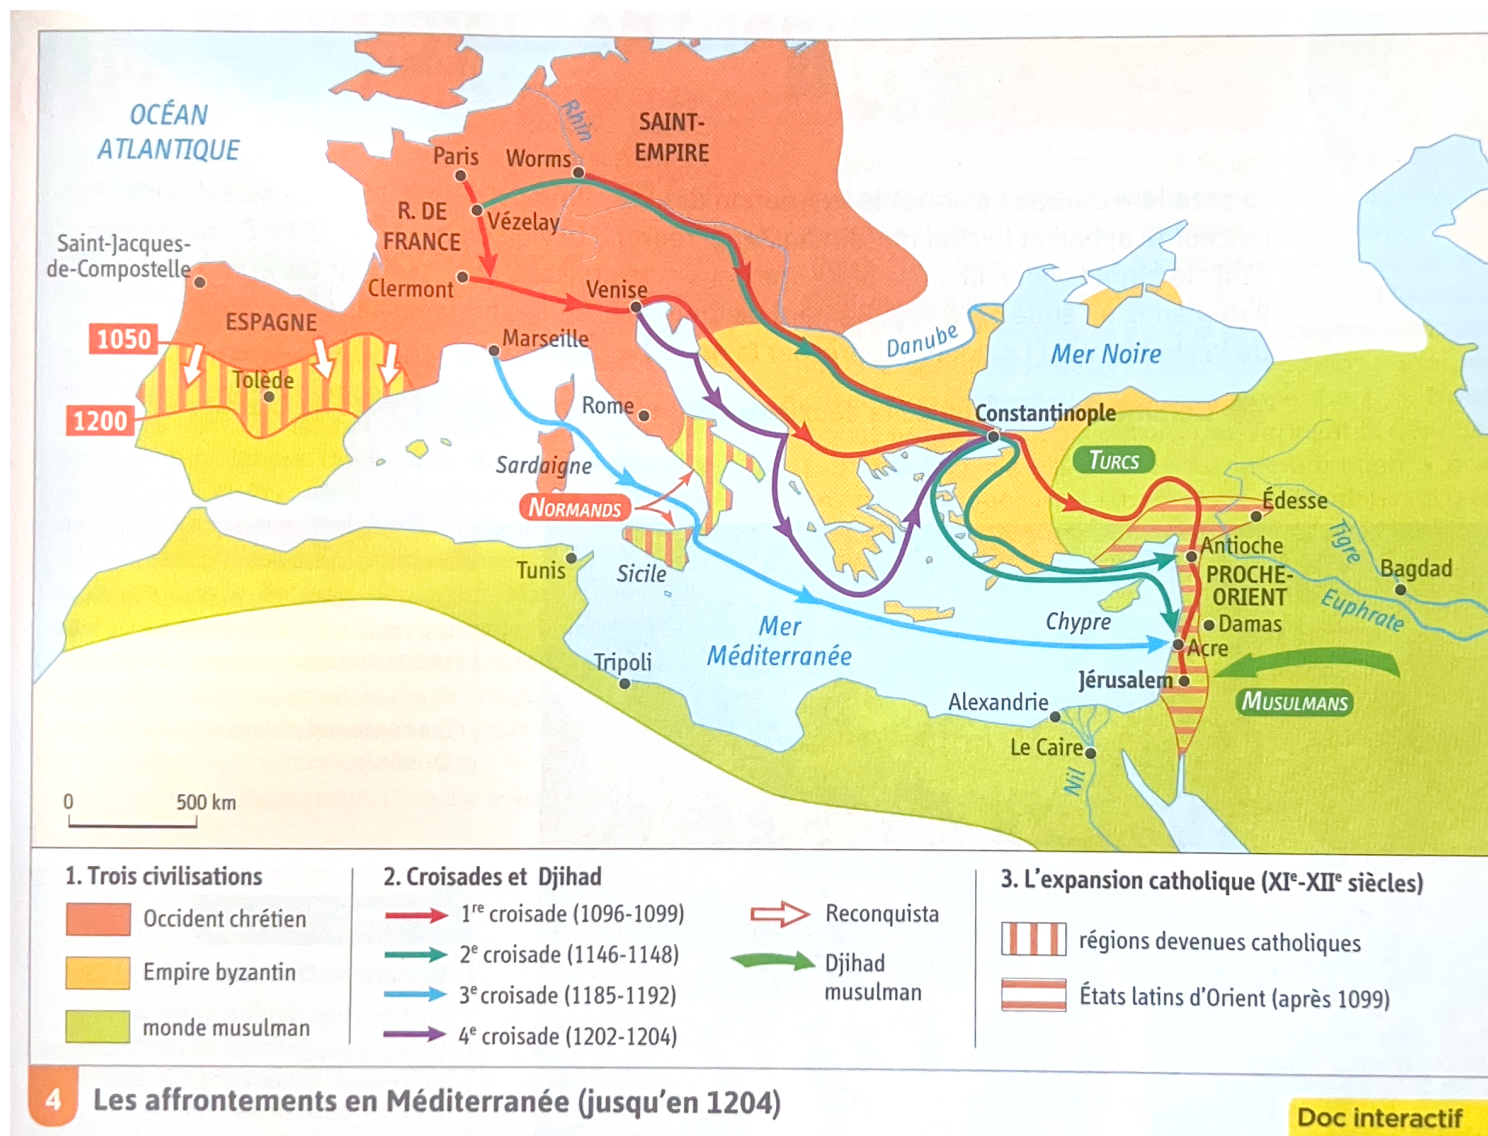 OCÉAN
ATLANTIQUE
Rhin
SAINT-
EMPIRE
Paris
Worms
R. DE
FRANCE
Vézelay
Saint-Jacques-
de-Compostelle
Clermont
Venise
ESPAGNE
1050
Marseille
Danube
Mer Noire
Tolède
1200
Rome
Constantinople
Sardaigne
TURCS
NORMANDS
Édesse
Tigre
Tunis
Sicile
Antioche
PROCHE-
ORIENT
Bagdad
Euphrate
Chypre
Damas
Mer
Méditerranée
Acre
Tripoli
Jérusalem
Alexandrie
MUSULMANS
Le Caire
Nil
0 500 km
1. Trois civilisations
Occident chrétien
Empire byzantin
monde musulman
2. Croisades et Djihad
1re croisade (1096-1099)
2e croisade (1146-1148)
3e croisade (1185-1192)
4e croisade (1202-1204)
Reconquista
Djihad
musulman
3. L'expansion catholique (XIe-XIIe siècles)
régions devenues catholiques
États latins d'Orient (après 1099)
4 Les affrontements en Méditerranée (jusqu'en 1204)
Doc interactif